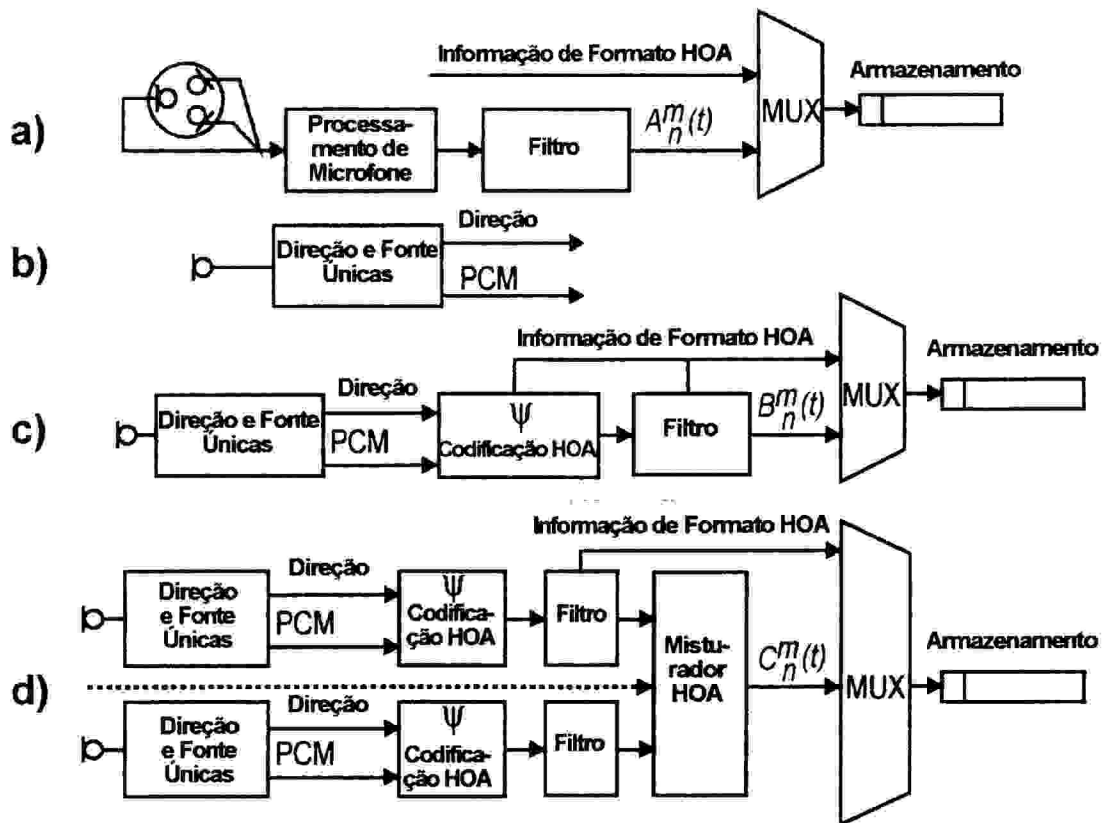 a)
Informação de Formato HOA
Armazenamento
Processa-
mento de
Microfone
Filtro
A_n^m(t)
MUX
b)
Direção e Fonte
Únicas
Direção
PCM
c)
Informação de Formato HOA
Armazenamento
Direção e Fonte
Únicas
Direção
PCM
Ψ
Codificação HOA
Filtro
B_n^m(t)
MUX
d)
Informação de Formato HOA
Armazenamento
Direção
e Fonte
Únicas
Direção
PCM
Ψ
Codifica-
ção HOA
Filtro
Mistu-
rador
HOA
C_n^m(t)
MUX
Direção
e Fonte
Únicas
Direção
PCM
Ψ
Codifica-
ção HOA
Filtro